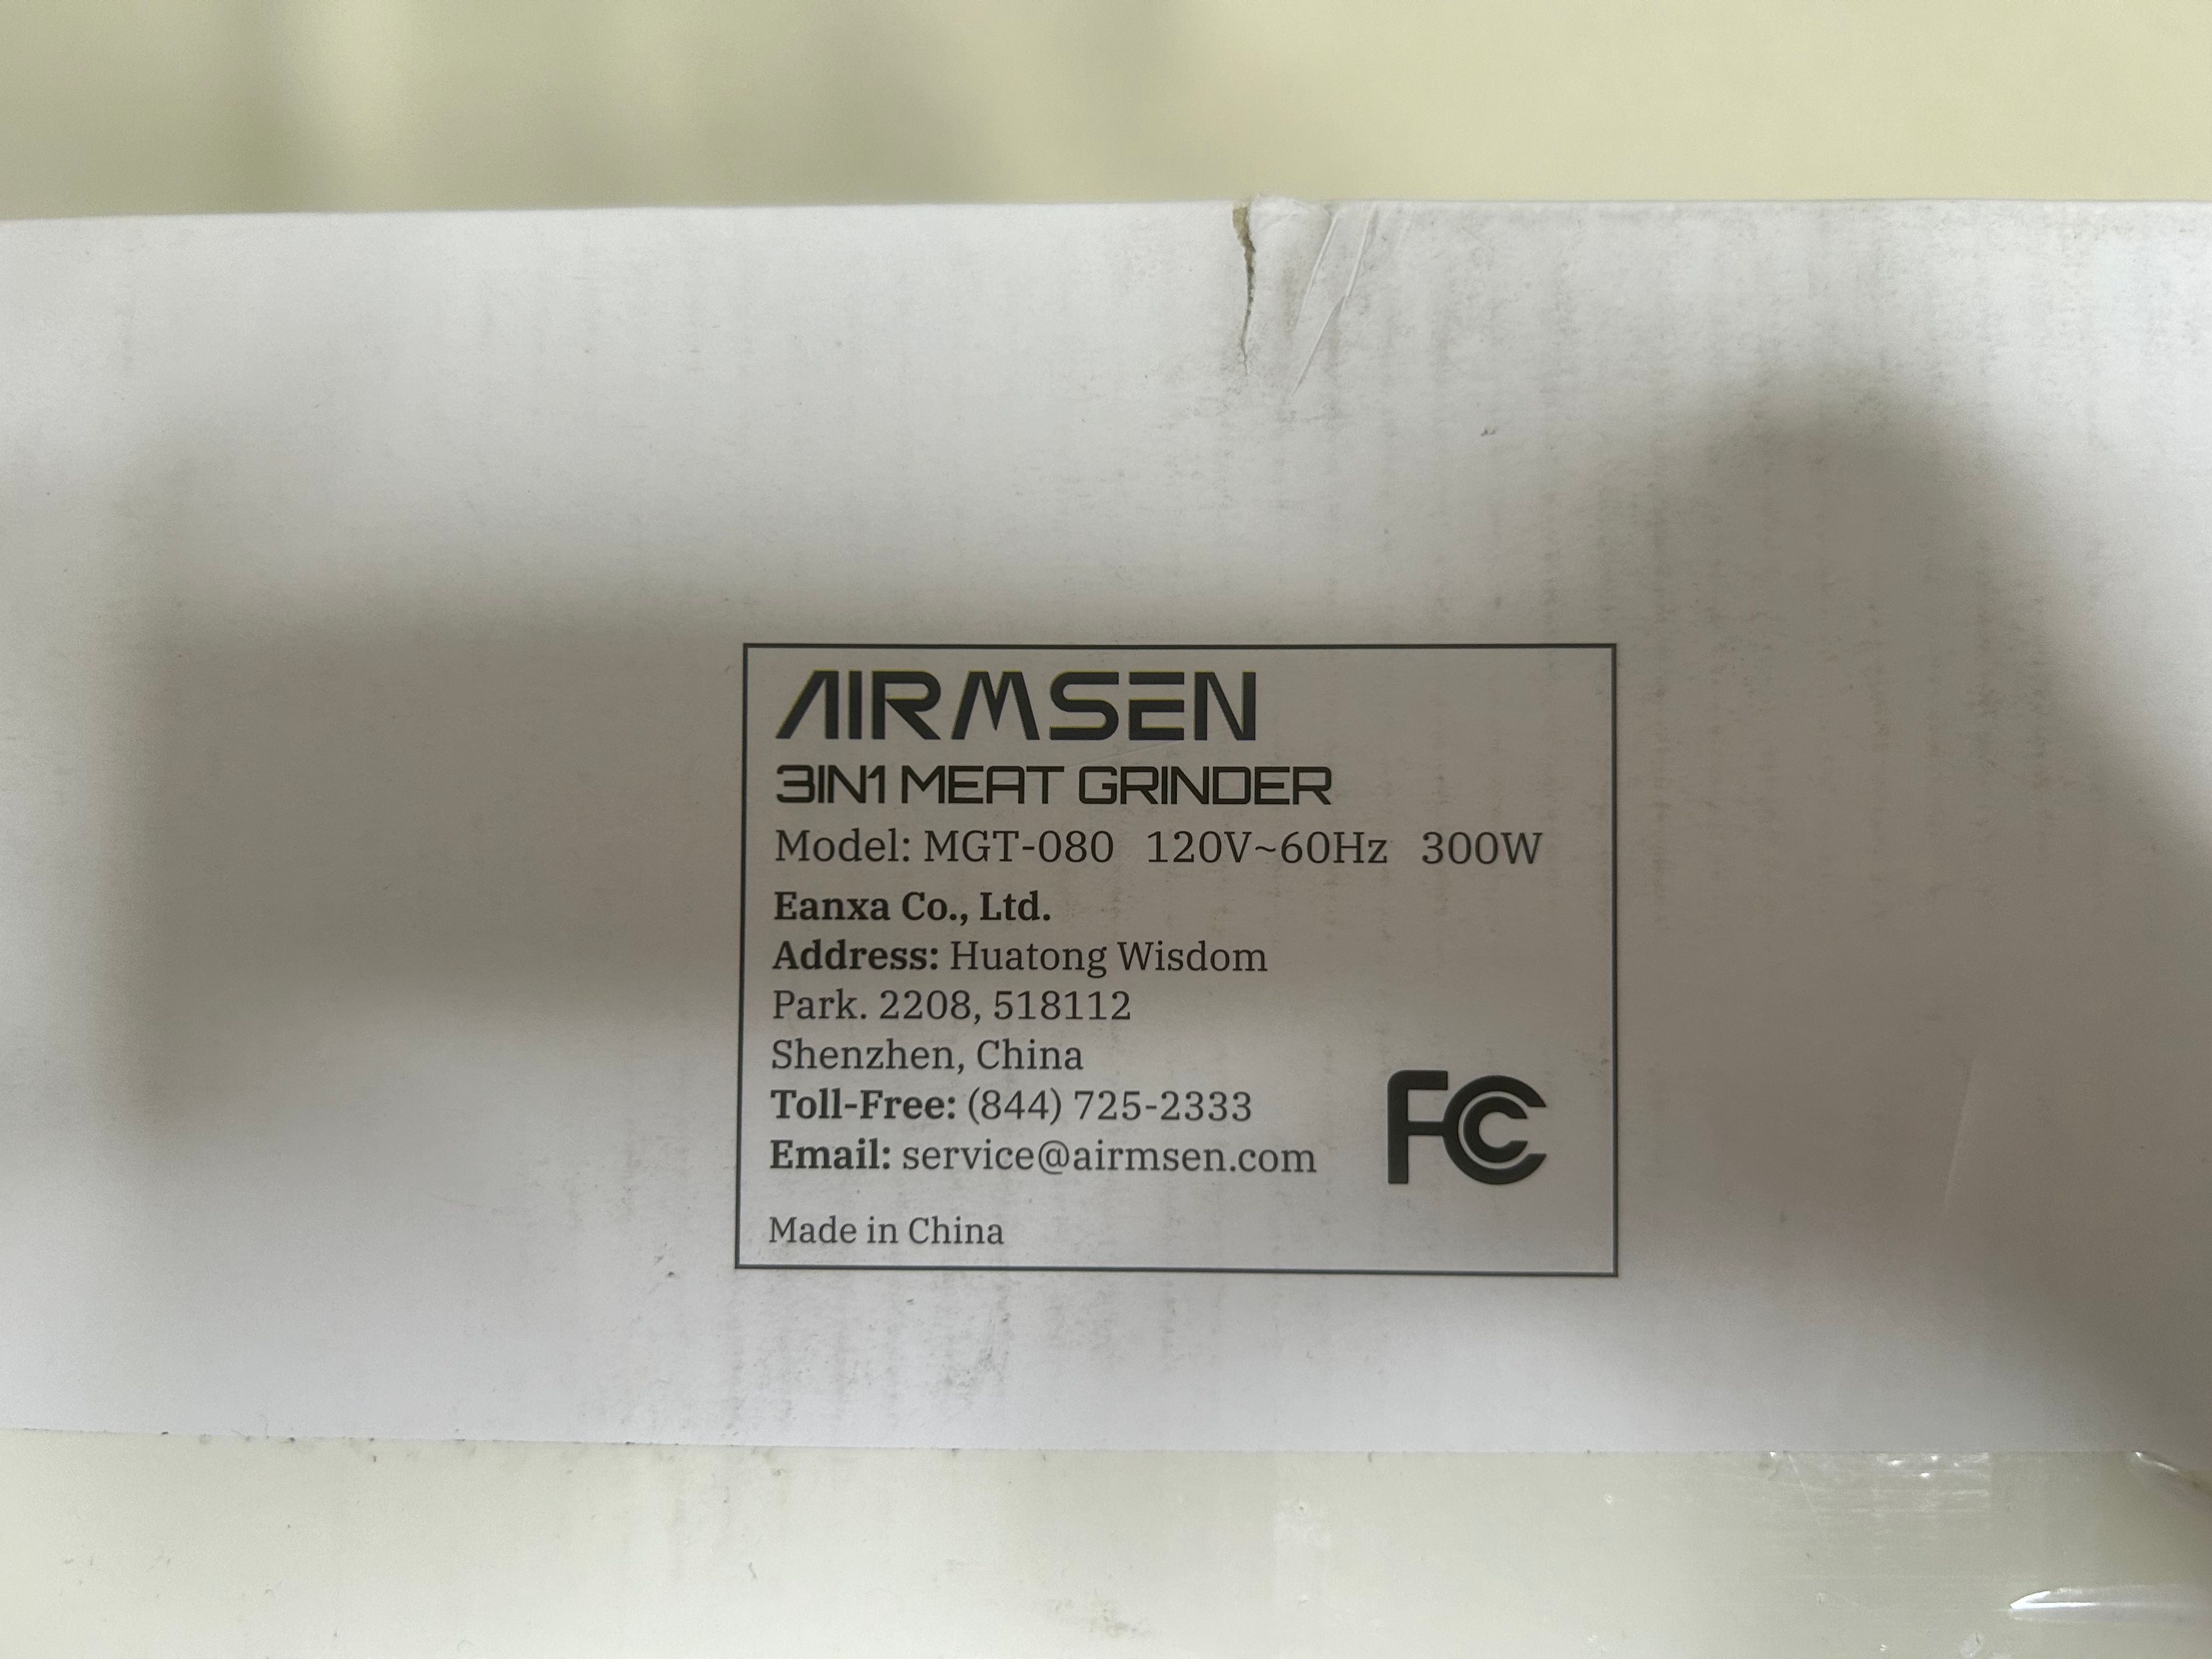 AIRMSEN
3IN1 MEAT GRINDER
Model: MGT-080 120V~60Hz 300W
Eanxa Co., Ltd.
Address: Huatong Wisdom
Park. 2208, 518112
Shenzhen, China
Toll-Free: (844) 725-2333
Email: service@airmsen.com
FC
Made in China